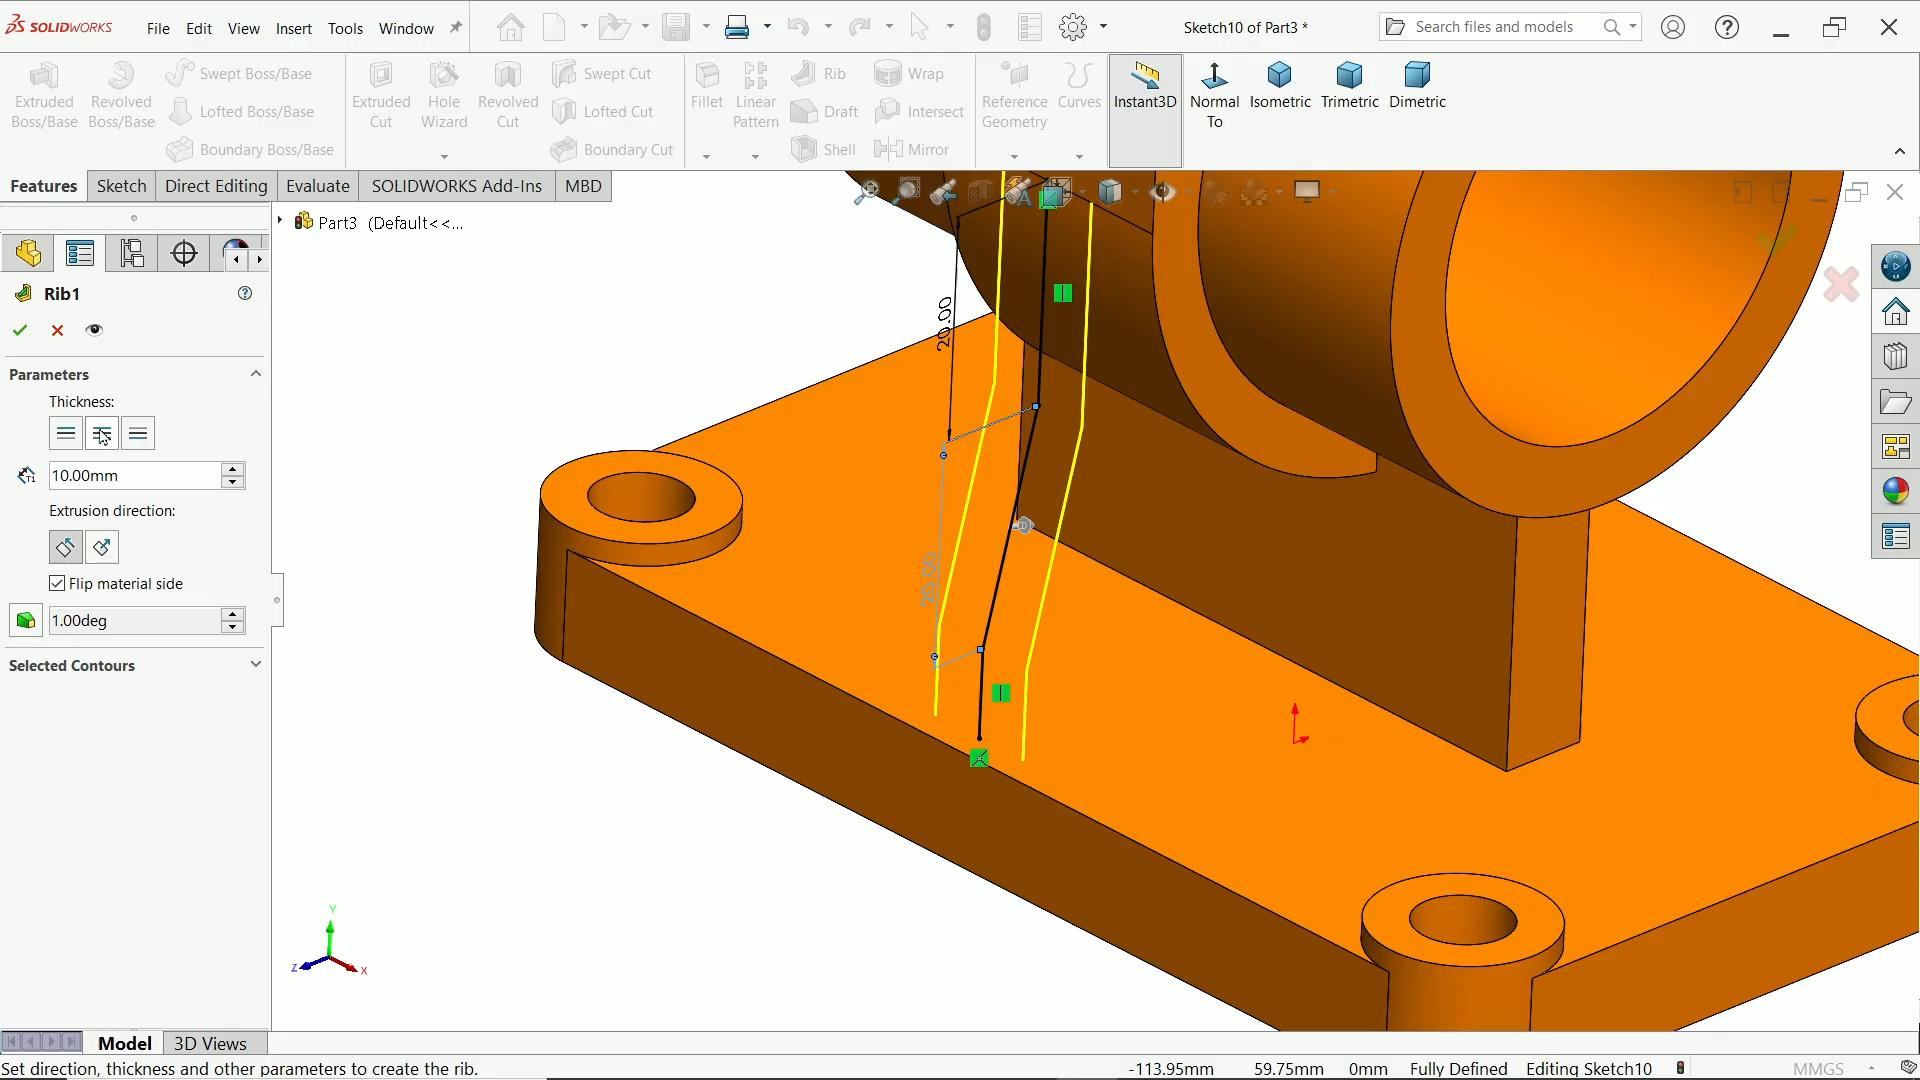 SOLIDWORKS
File Edit View Insert Tools Window
Sketch10 of Part3 *
Search files and models
Extruded Boss/Base
Revolved Boss/Base
Swept Boss/Base
Lofted Boss/Base
Boundary Boss/Base
Extruded Cut
Hole Wizard
Revolved Cut
Swept Cut
Lofted Cut
Boundary Cut
Fillet
Linear Pattern
Rib
Draft
Shell
Wrap
Intersect
Mirror
Reference Geometry
Curves
Instant3D
Normal To
Isometric
Trimetric
Dimetric
Features Sketch Direct Editing Evaluate SOLIDWORKS Add-Ins MBD
Part3 (Default<<...
Rib1
Parameters
Thickness:
10.00mm
Extrusion direction:
Flip material side
1.00deg
Selected Contours
20.00
20.00
Y
Z
X
Model 3D Views
Set direction, thickness and other parameters to create the rib.
-113.95mm 59.75mm 0mm Fully Defined Editing Sketch10 MMGS